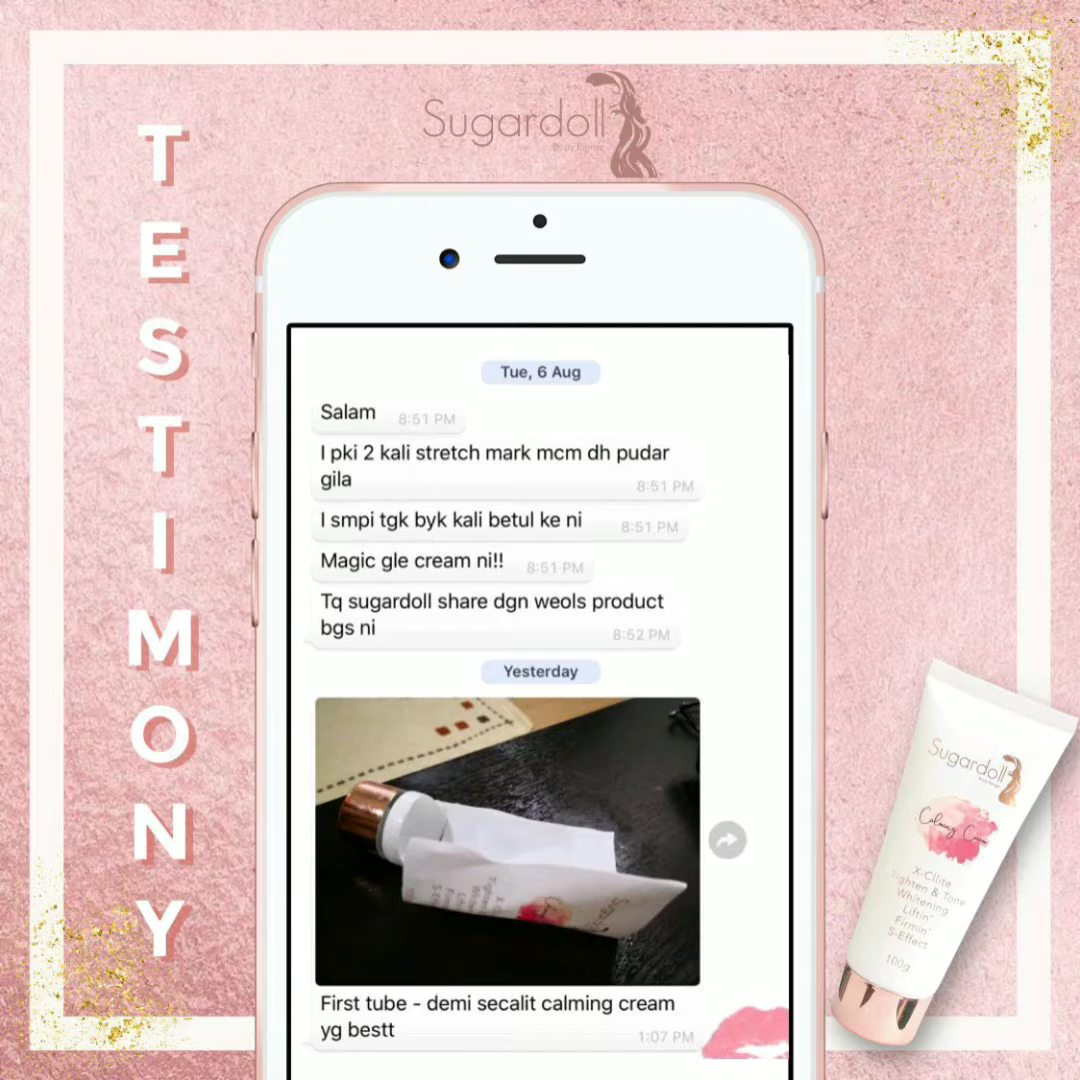 Sugardoll
TESTIMONY
Tue, 6 Aug
Salam 8:51 PM
I pki 2 kali stretch mark mcm dh pudar
gila 8:51 PM
I smpi tgk byk kali betul ke ni 8:51 PM
Magic gle cream ni!! 8:51 PM
Tq sugardoll share dgn weols product
bgs ni 8:52 PM
Yesterday
First tube - demi secalit calming cream
yg bestt 1:07 PM
Sugardoll
Calming Cream
X-Cllite
Tighten & Tone
Whitening
Liftin'
Firmin'
S-Effect
100g